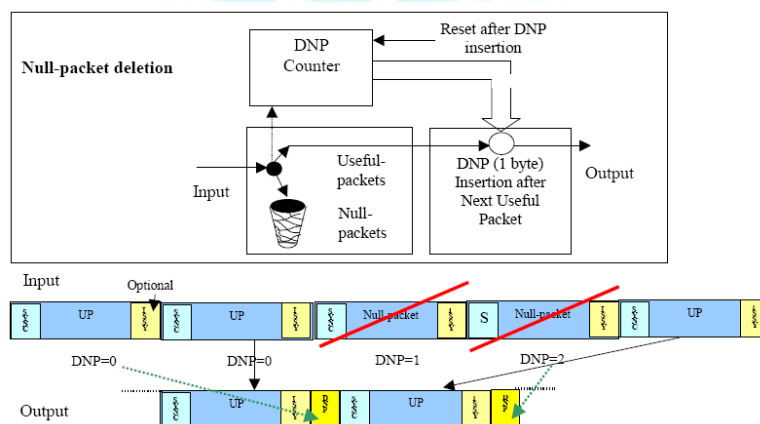 Null-packet deletion
DNP
Counter
Reset after DNP
insertion
Input
Useful-
packets
Null-
packets
DNP (1 byte)
Insertion after
Next Useful
Packet
Output
Input
Optional
UP
UP
Null-packet
S
Null-packet
UP
DNP=0
DNP=0
DNP=1
DNP=2
Output
UP
UP